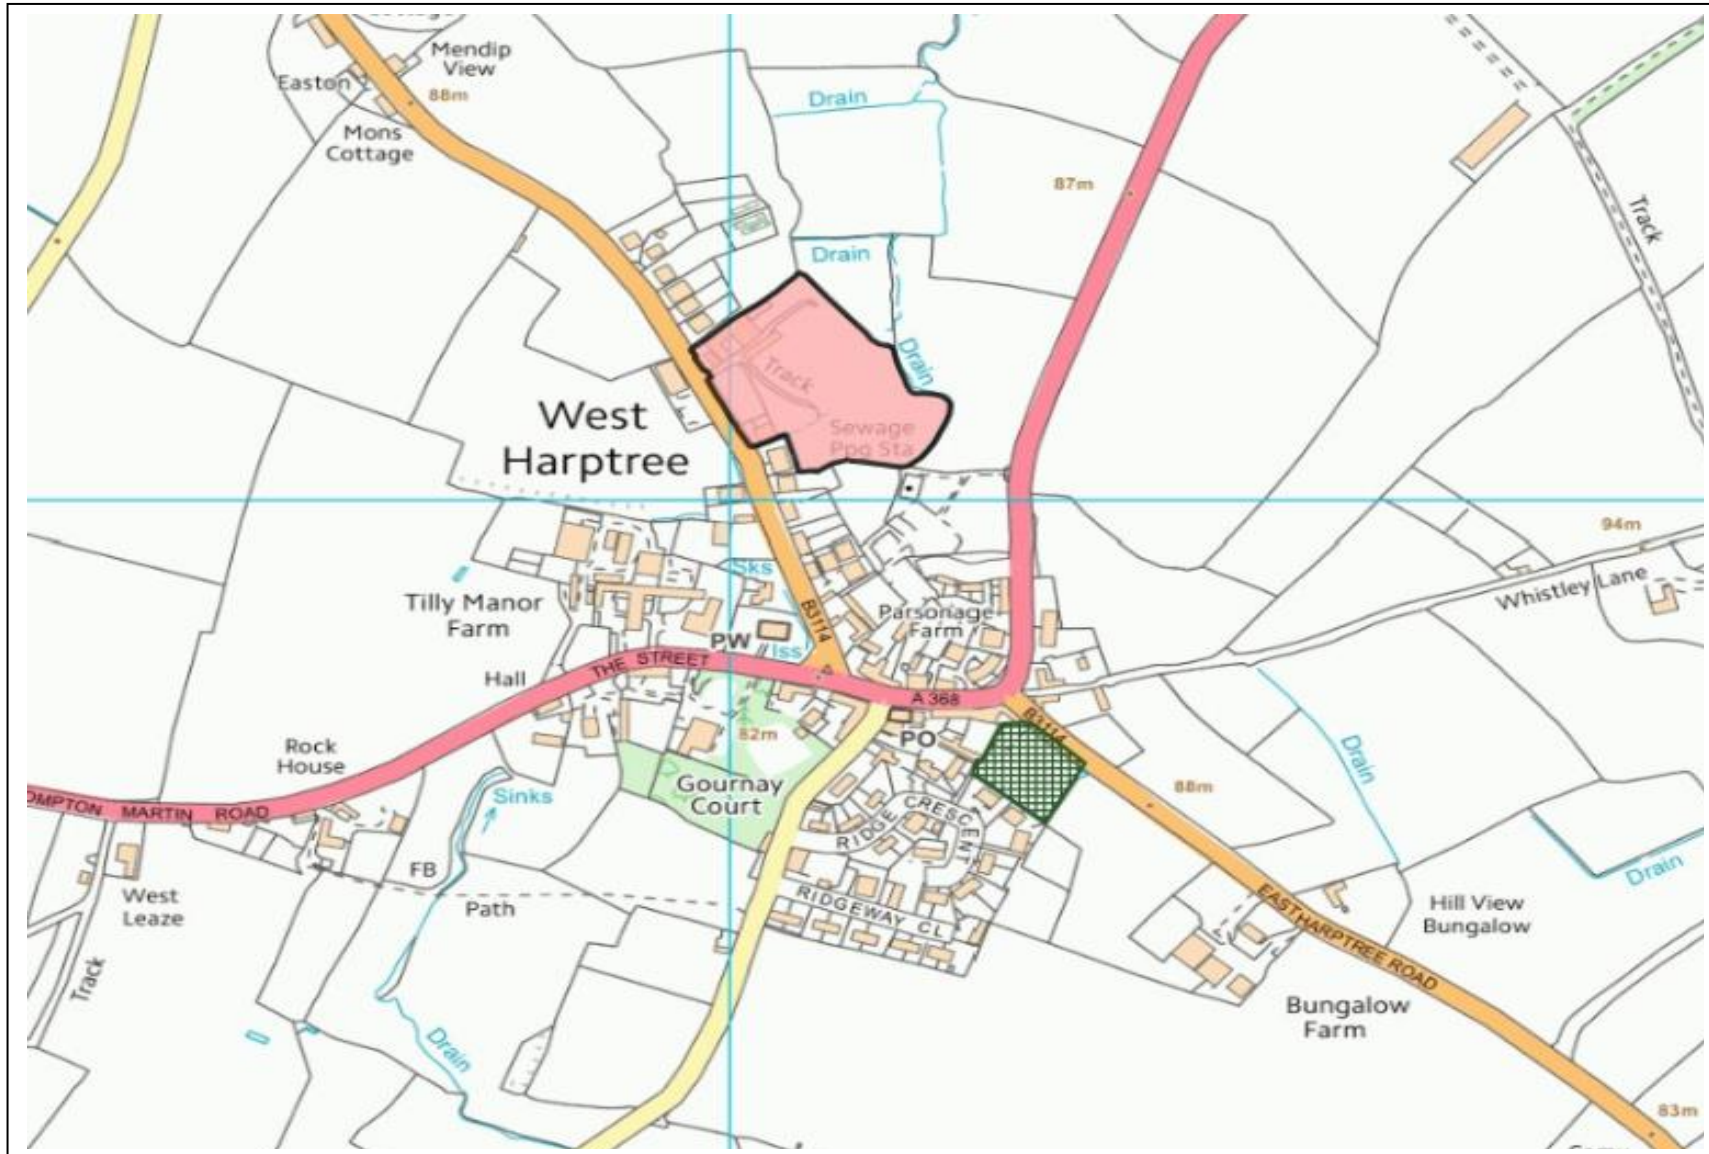 Mendip
View
Easton
88m
Mons
Cottage
Drain
87m
Track
Drain
Drain
Track
West
Harptree
Sewage
Ppg Sta
94m
Whistley Lane
Sks
Tilly Manor
Farm
B3114
Parsonage
Farm
PW
Iss
THE STREET
Hall
A 368
B3114
PO
82m
Rock
House
Gournay
Court
Sinks
88m
Drain
OMPTON MARTIN ROAD
RIDGE CRESCENT
FB
Drain
West
Leaze
Path
RIDGEWAY CL
EAST HARPTREE ROAD
Hill View
Bungalow
Track
Bungalow
Farm
Drain
83m